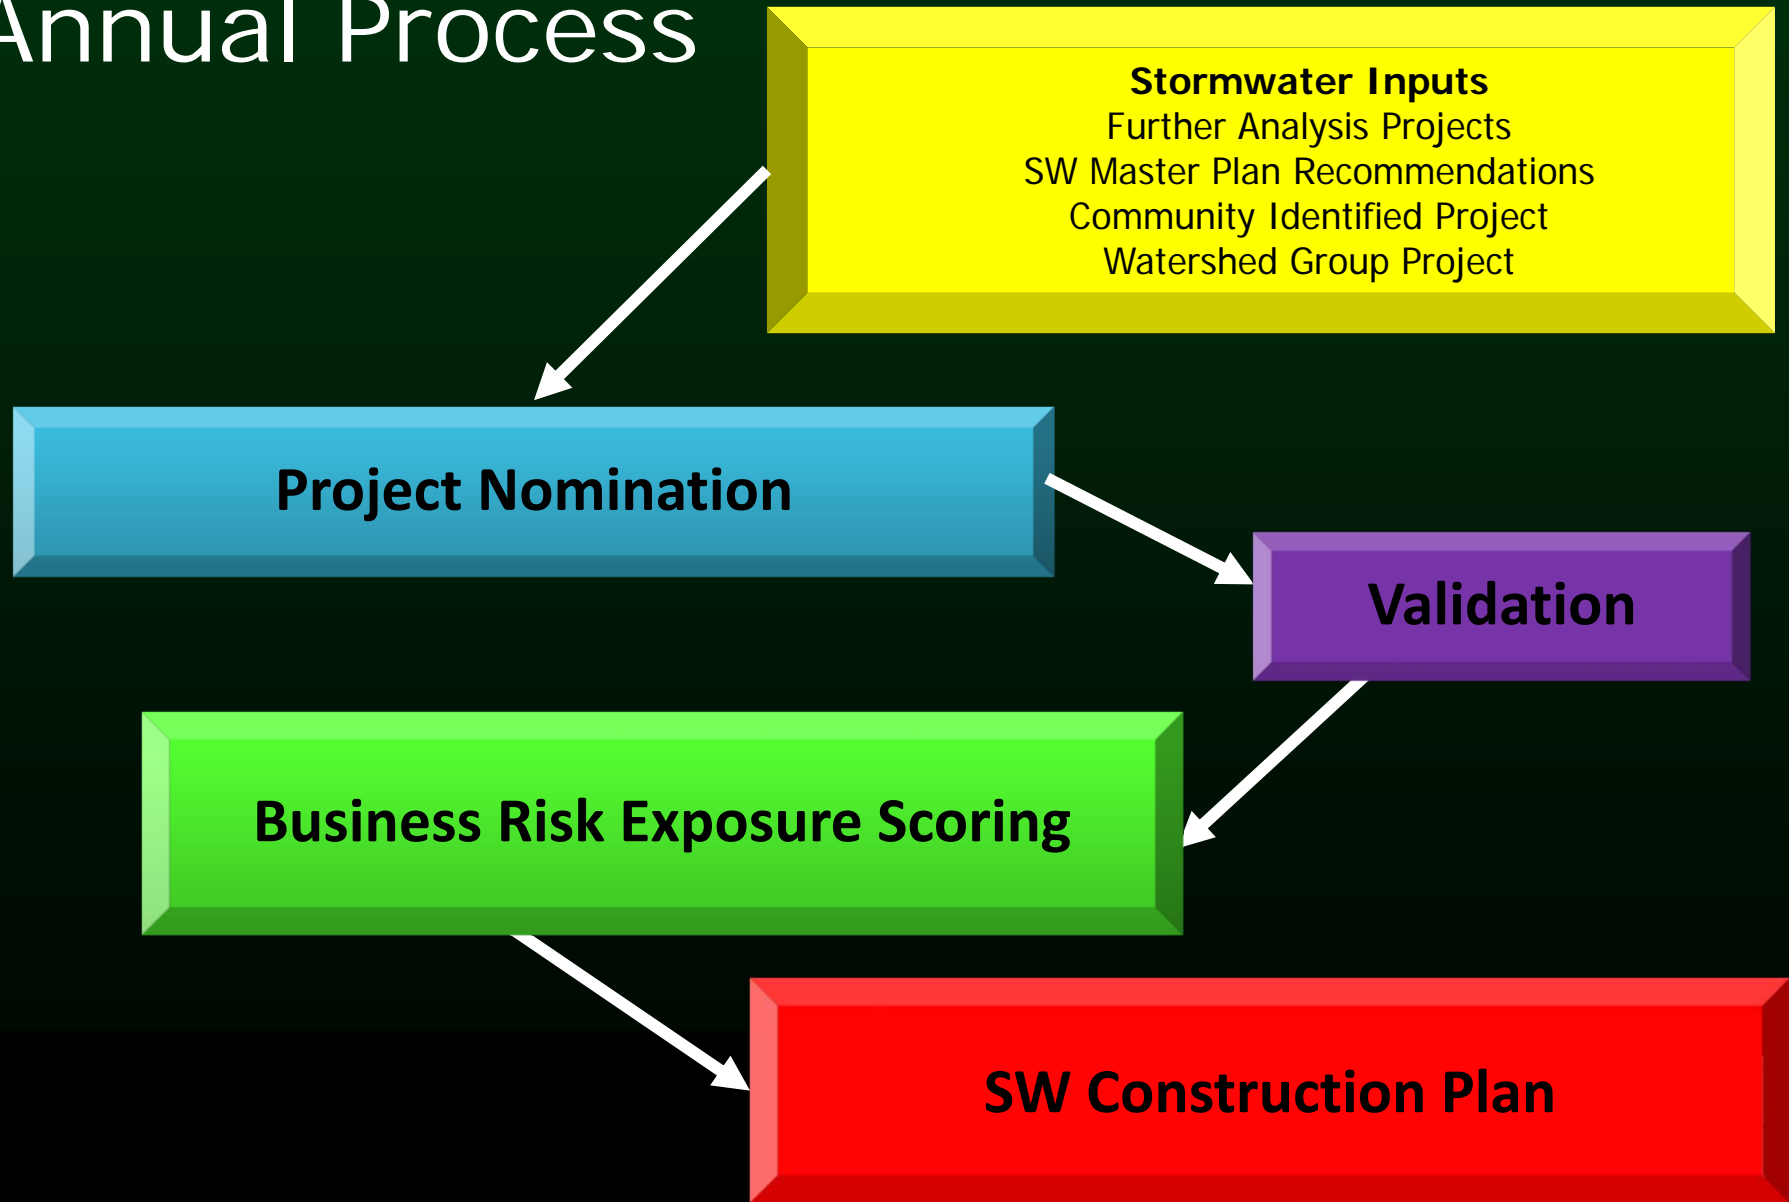 Annual Process
Stormwater Inputs
Further Analysis Projects
SW Master Plan Recommendations
Community Identified Project
Watershed Group Project
Project Nomination
Validation
Business Risk Exposure Scoring
SW Construction Plan